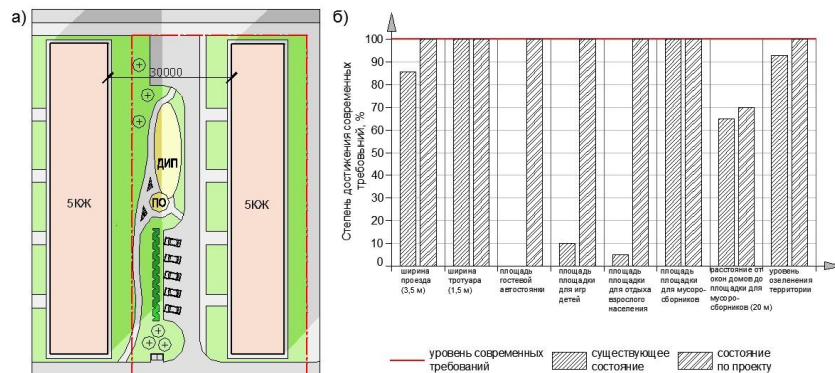 а)
30000
ДИП
ПО
5КЖ
5КЖ
б)
Степень достижения современных
требовыний, %
100
90
80
70
60
50
40
30
20
10
0
ширина
проезда
(3,5 м)
ширина
тротуара
(1,5 м)
площадь
гостевой
автостоянки
площадь
площадки
для игр
детей
площадь
площадки
для отдыха
взрослого
населения
площадь
площадки
для мусоро-
сборников
расстояние от
окон домов до
площадки для
мусоро-
сборников (20 м)
уровень
озеленения
территории
уровень современных
требований
существующее
состояние
состояние
по проекту